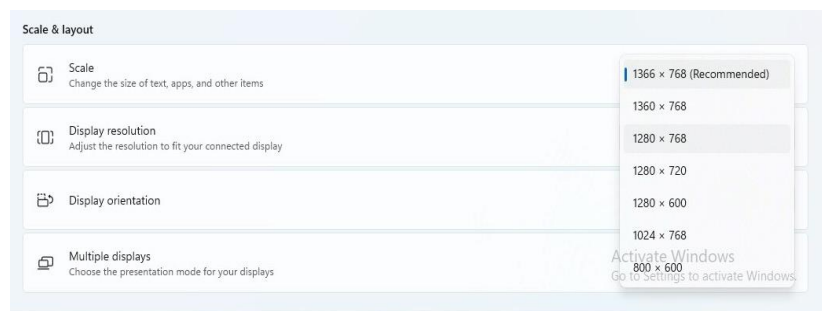 Scale & layout
Scale
Change the size of text, apps, and other items
Display resolution
Adjust the resolution to fit your connected display
Display orientation
Multiple displays
Choose the presentation mode for your displays
1366 × 768 (Recommended)
1360 × 768
1280 × 768
1280 × 720
1280 × 600
1024 × 768
800 × 600
Activate Windows
Go to Settings to activate Windows.